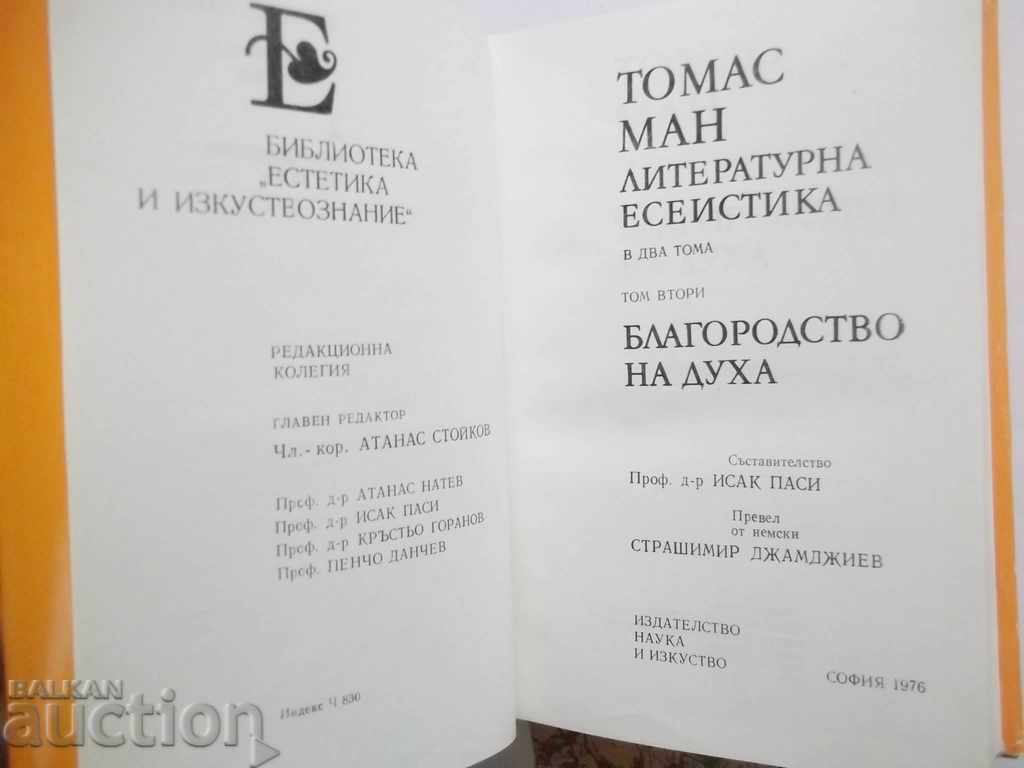 Е
БИБЛИОТЕКА
„ЕСТЕТИКА
И ИЗКУСТВОЗНАНИЕ“
РЕДАКЦИОННА
КОЛЕГИЯ
ГЛАВЕН РЕДАКТОР
Чл.- кор. АТАНАС СТОЙКОВ
Проф. д-р АТАНАС НАТЕВ
Проф. д-р ИСАК ПАСИ
Проф. д-р КРЪСТЬО ГОРАНОВ
Проф. ПЕНЧО ДАНЧЕВ
Индекс Ч 830
ТОМАС
МАН
ЛИТЕРАТУРНА
ЕСЕИСТИКА
В ДВА ТОМА
ТОМ ВТОРИ
БЛАГОРОДСТВО
НА ДУХА
Съставителство
Проф. д-р ИСАК ПАСИ
Превел
от немски
СТРАШИМИР ДЖАМДЖИЕВ
ИЗДАТЕЛСТВО
НАУКА
И ИЗКУСТВО
СОФИЯ 1976
BALKAN
auction